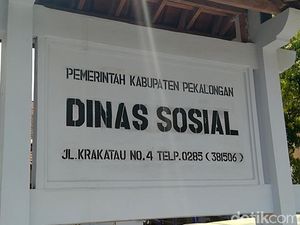 PEMERINTAH KABUPATEN PEKALONGAN
DINAS SOSIAL
JL.KRAKATAU NO.4 TELP.0285 (381506)
detikcom